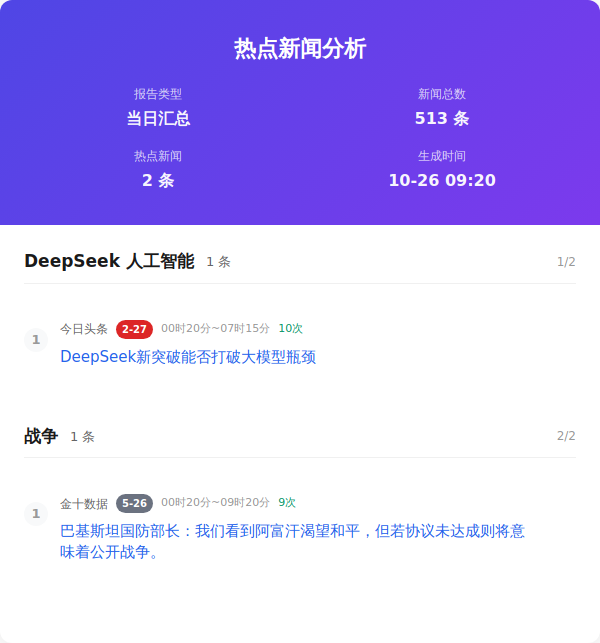 热点新闻分析
报告类型
新闻总数
当日汇总
513 条
热点新闻
生成时间
2 条
10-26 09:20
DeepSeek 人工智能 1 条 1/2
1
今日头条 2-27 00时20分~07时15分 10次
DeepSeek新突破能否打破大模型瓶颈
战争 1 条 2/2
1
金十数据 5-26 00时20分~09时20分 9次
巴基斯坦国防部长：我们看到阿富汗渴望和平，但若协议未达成则将意
味着公开战争。